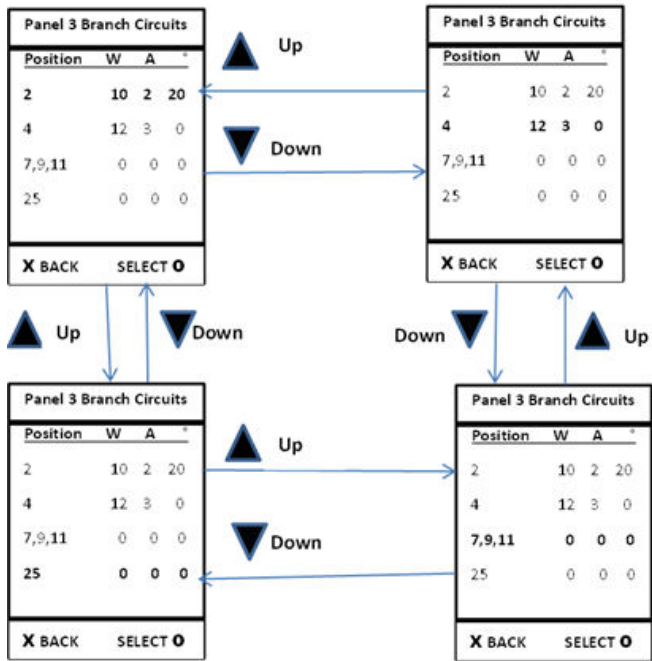 Panel 3 Branch Circuits
Position W A °
2 10 2 20
4 12 3 0
7,9,11 0 0 0
25 0 0 0
X BACK SELECT O
Up
Down
Panel 3 Branch Circuits
Position W A °
2 10 2 20
4 12 3 0
7,9,11 0 0 0
25 0 0 0
X BACK SELECT O
Up
Down
Down
Up
Panel 3 Branch Circuits
Position W A °
2 10 2 20
4 12 3 0
7,9,11 0 0 0
25 0 0 0
X BACK SELECT O
Up
Down
Panel 3 Branch Circuits
Position W A °
2 10 2 20
4 12 3 0
7,9,11 0 0 0
25 0 0 0
X BACK SELECT O